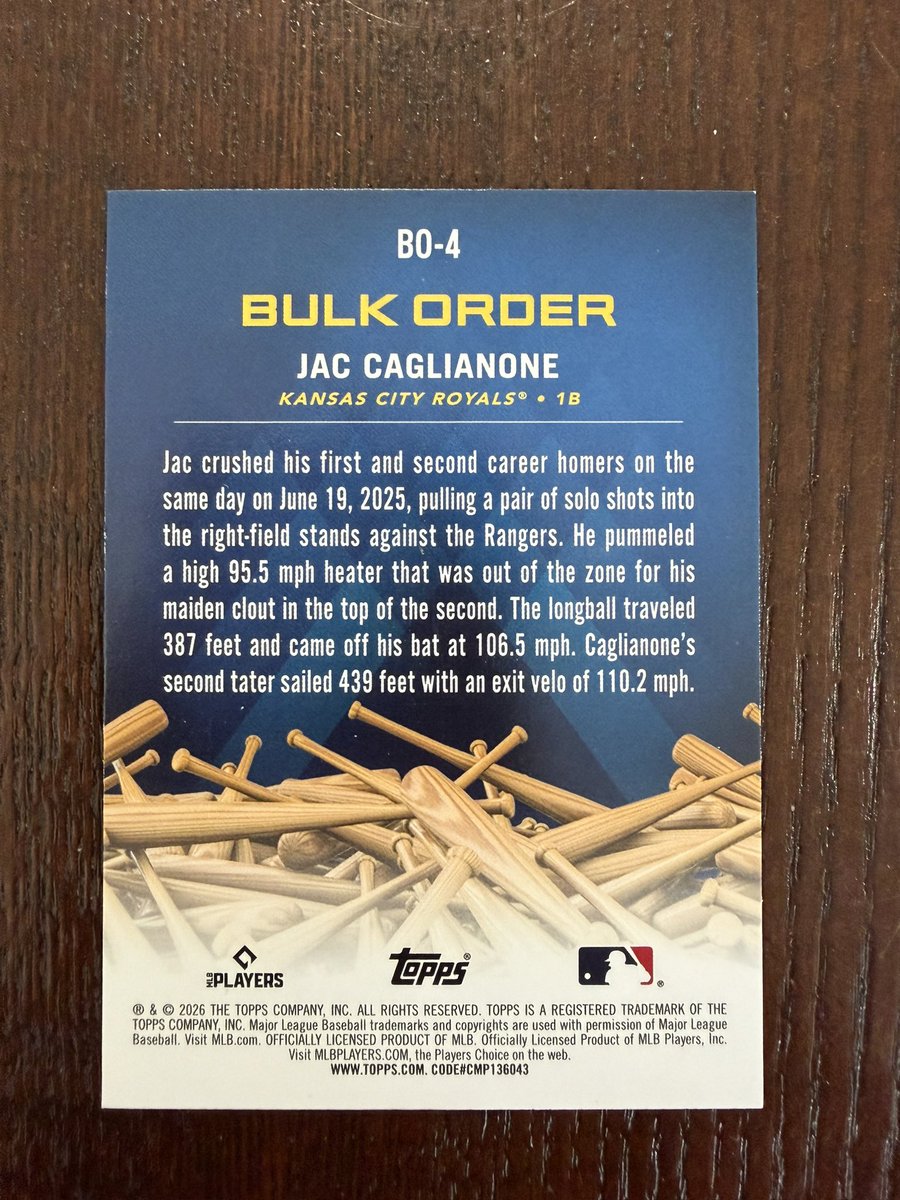 BO-4
BULK ORDER
JAC CAGLIANONE
KANSAS CITY ROYALS® • 1B
Jac crushed his first and second career homers on the
same day on June 19, 2025, pulling a pair of solo shots into
the right-field stands against the Rangers. He pummeled
a high 95.5 mph heater that was out of the zone for his
maiden clout in the top of the second. The longball traveled
387 feet and came off his bat at 106.5 mph. Caglianone's
second tater sailed 439 feet with an exit velo of 110.2 mph.
MLB PLAYERS
Topps®
®
® & © 2026 THE TOPPS COMPANY, INC. ALL RIGHTS RESERVED. TOPPS IS A REGISTERED TRADEMARK OF THE
TOPPS COMPANY, INC. Major League Baseball trademarks and copyrights are used with permission of Major League
Baseball. Visit MLB.com. OFFICIALLY LICENSED PRODUCT OF MLB. Officially Licensed Product of MLB Players, Inc.
Visit MLBPLAYERS.COM, the Players Choice on the web.
WWW.TOPPS.COM. CODE#CMP136043